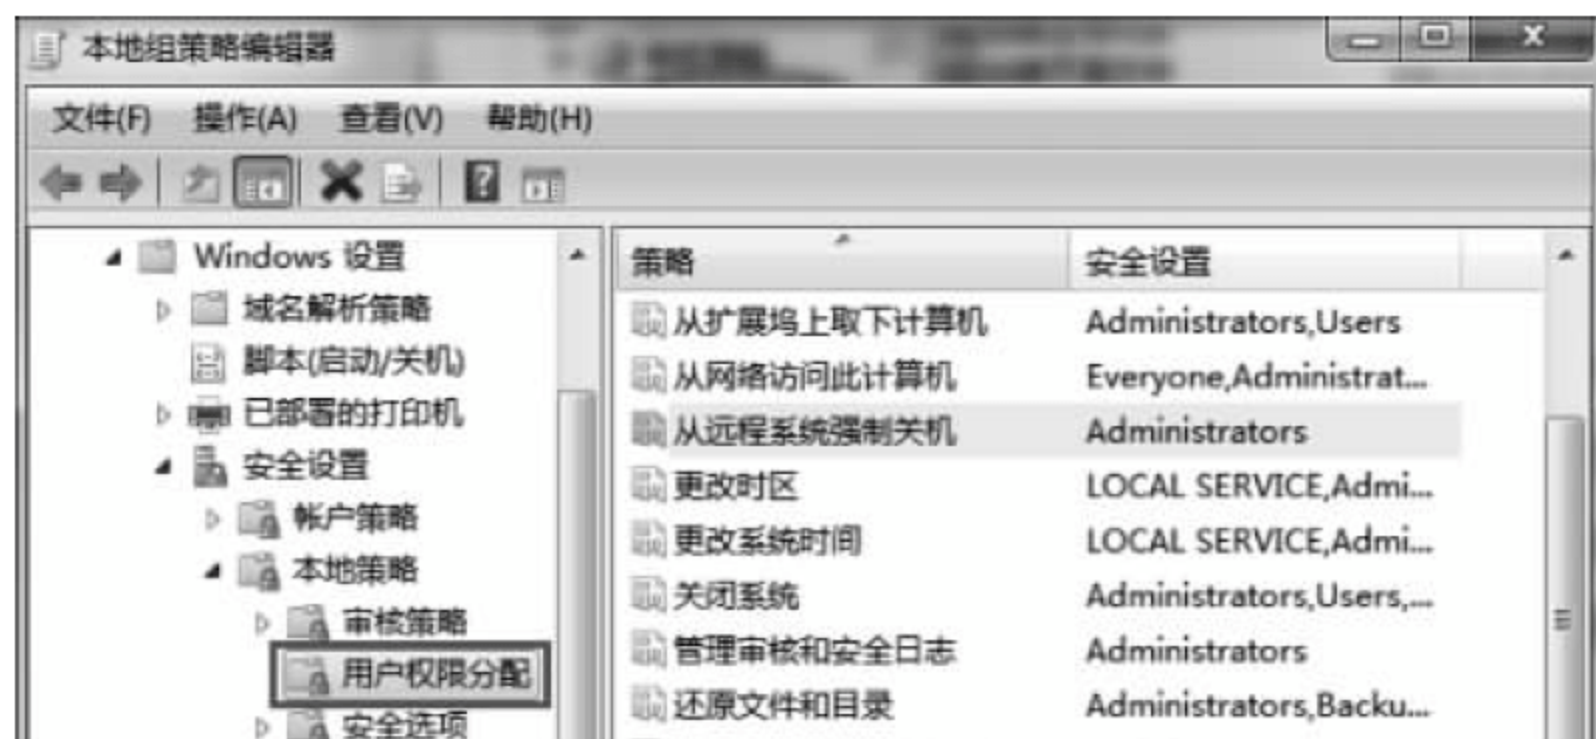 本地组策略编辑器
文件(F) 操作(A) 查看(V) 帮助(H)
Windows 设置
域名解析策略
脚本(启动/关机)
已部署的打印机
安全设置
帐户策略
本地策略
审核策略
用户权限分配
安全选项
策略 安全设置
从扩展坞上取下计算机 Administrators,Users
从网络访问此计算机 Everyone,Administrat...
从远程系统强制关机 Administrators
更改时区 LOCAL SERVICE,Admi...
更改系统时间 LOCAL SERVICE,Admi...
关闭系统 Administrators,Users,...
管理审核和安全日志 Administrators
还原文件和目录 Administrators,Backu...